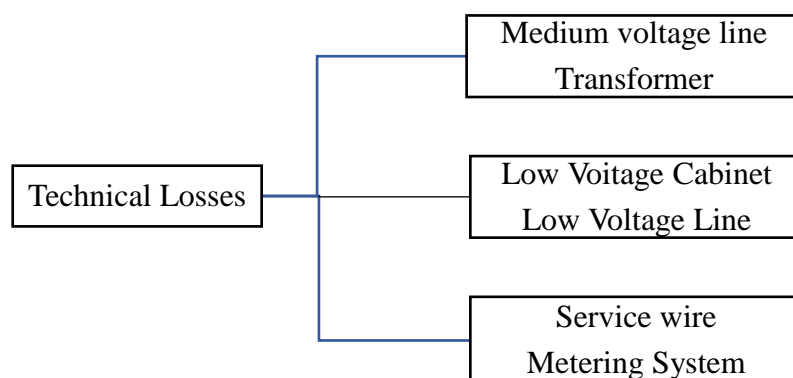 Medium voltage line
Transformer
Technical Losses
Low Voitage Cabinet
Low Voltage Line
Service wire
Metering System